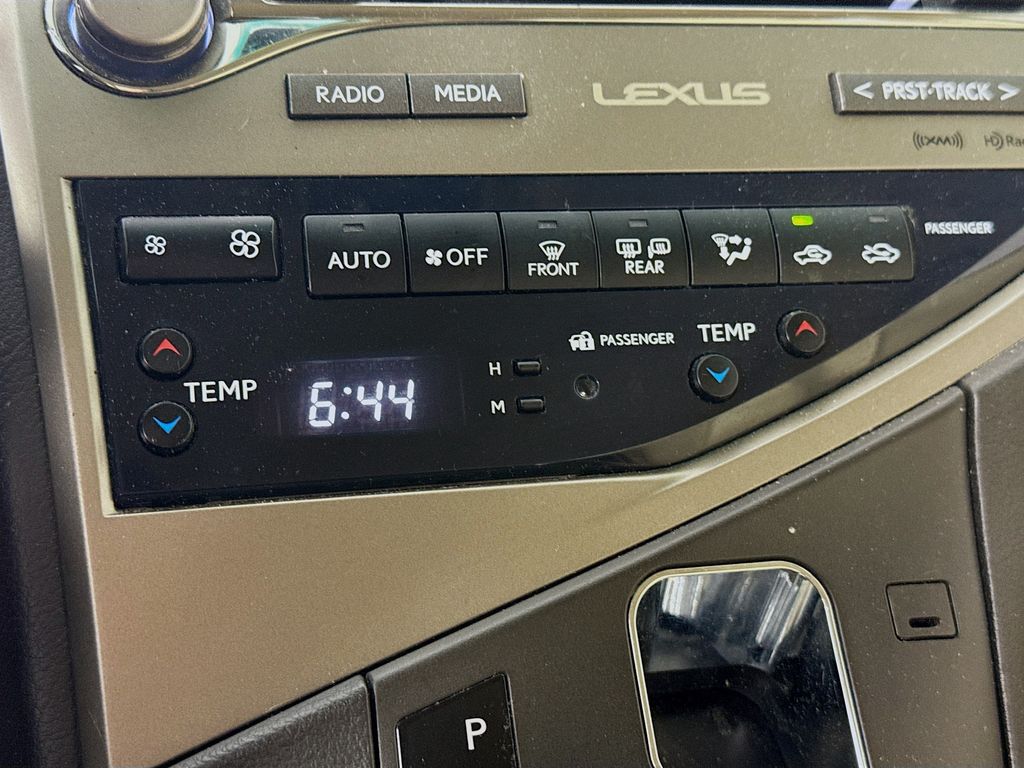 RADIO MEDIA LEXUS < PRST·TRACK >
((XM)) HD
AUTO OFF FRONT REAR PASSENGER
TEMP 6:44 H PASSENGER TEMP
M
P